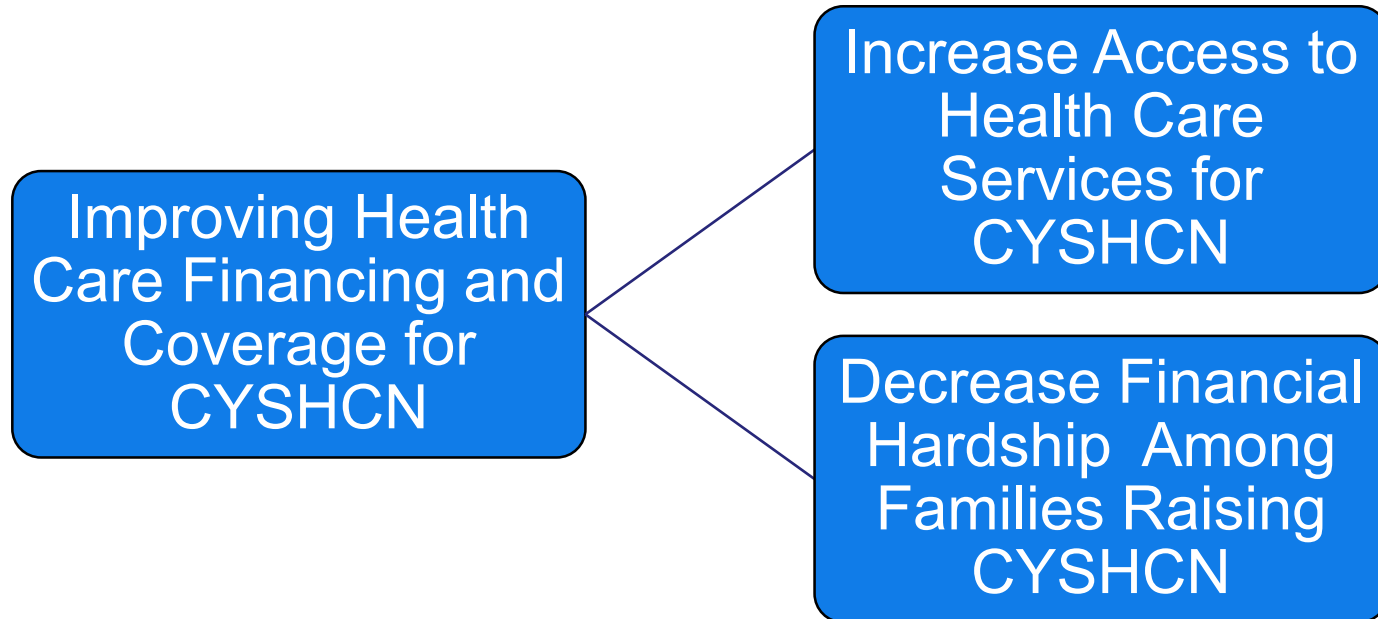 Improving Health
Care Financing and
Coverage for
CYSHCN
Increase Access to
Health Care
Services for
CYSHCN
Decrease Financial
Hardship  Among
Families Raising
CYSHCN